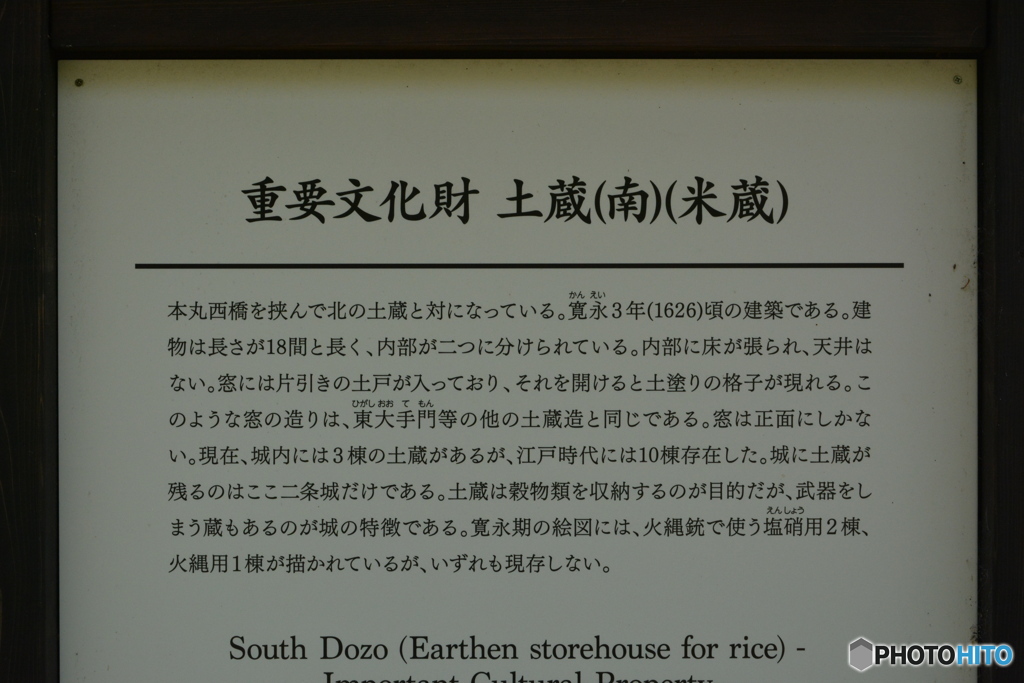 重要文化財 土蔵(南)(米蔵)
本丸西橋を挟んで北の土蔵と対になっている。寛永3年(1626)頃の建築である。建
物は長さが18間と長く、内部が二つに分けられている。内部に床が張られ、天井は
ない。窓には片引きの土戸が入っており、それを開けると土塗りの格子が現れる。こ
のような窓の造りは、東大手門等の他の土蔵造と同じである。窓は正面にしかな
い。現在、城内には3棟の土蔵があるが、江戸時代には10棟存在した。城に土蔵が
残るのはここ二条城だけである。土蔵は穀物類を収納するのが目的だが、武器をし
まう蔵もあるのが城の特徴である。寛永期の絵図には、火縄銃で使う塩硝用2棟、
火縄用1棟が描かれているが、いずれも現存しない。
South Dozo (Earthen storehouse for rice) -
Important Cultural Property
PHOTOHITO